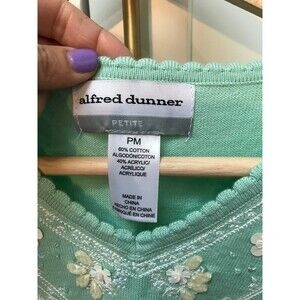 alfred dunner
PETITE
PM
60% COTTON
ALGODÓN/COTON
40% ACRYLIC/
ACRÍLICO/
ACRYLIQUE
MADE IN
CHINA
HECHO EN CHINA
FABRIQUÉ EN CHINE